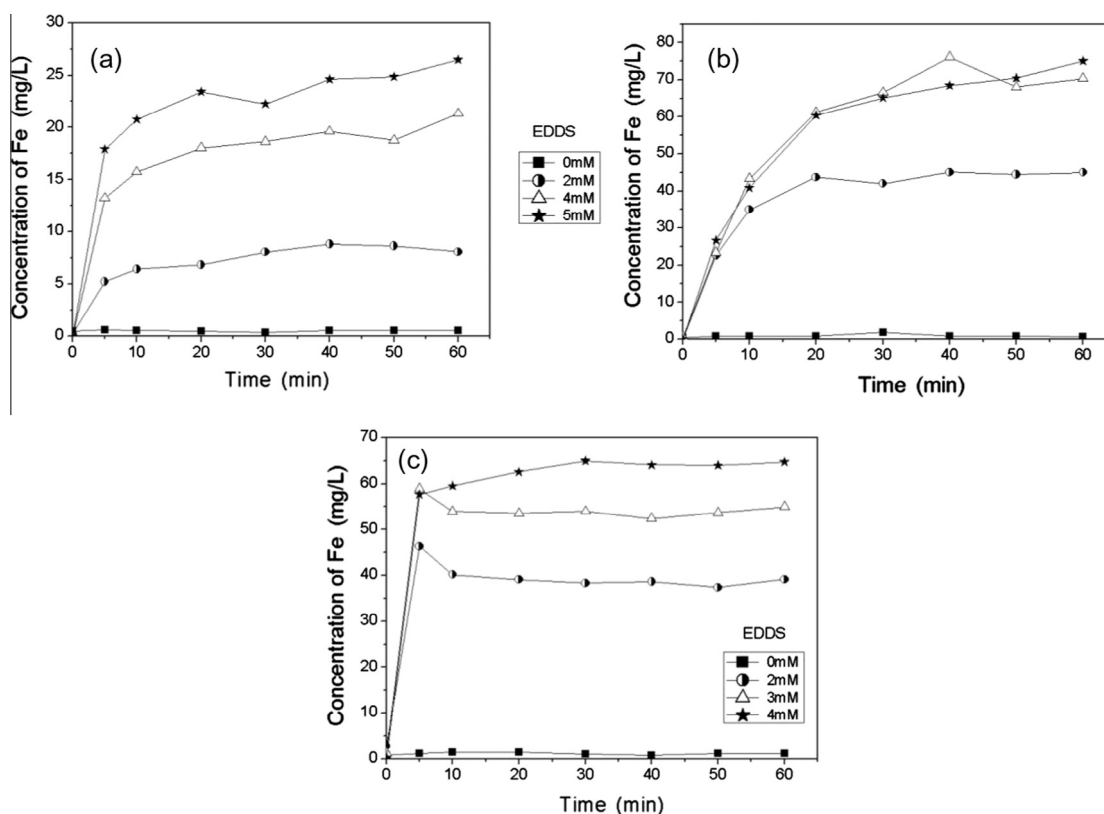 (a)
Concentration of Fe (mg/L)
30
25
20
15
10
5
0
0 10 20 30 40 50 60
Time (min)
EDDS
0mM
2mM
4mM
5mM
(b)
Concentration of Fe (mg/L)
80
70
60
50
40
30
20
10
0
0 10 20 30 40 50 60
Time (min)
(c)
Concentration of Fe (mg/L)
70
60
50
40
30
20
10
0
EDDS
0mM
2mM
3mM
4mM
0 10 20 30 40 50 60
Time (min)